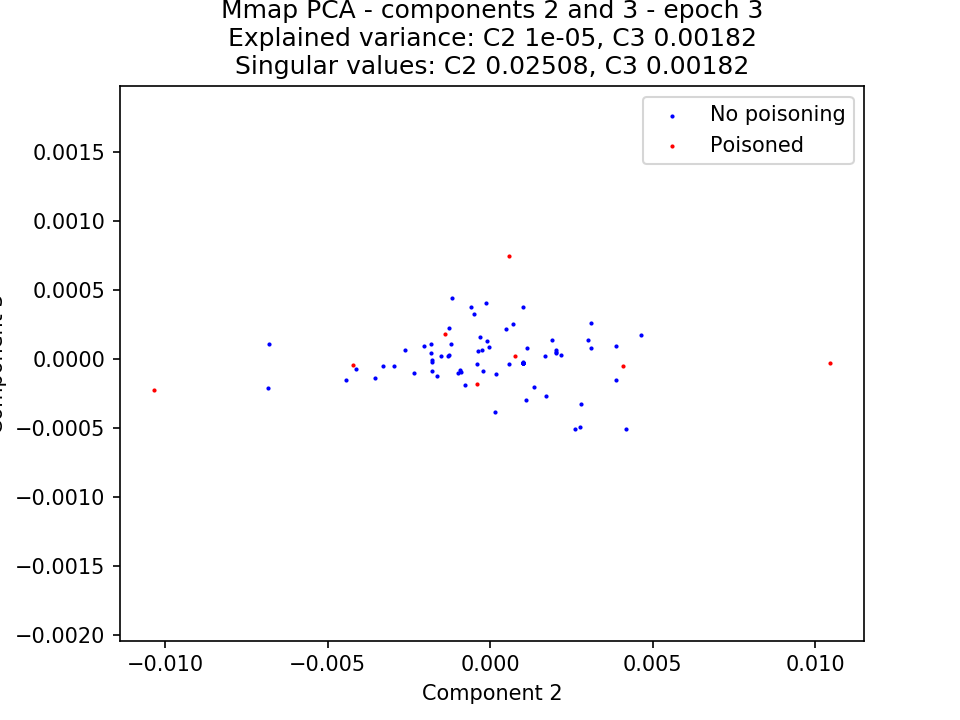 Mmap PCA - components 2 and 3 - epoch 3
Explained variance: C2 1e-05, C3 0.00182
Singular values: C2 0.02508, C3 0.00182
No poisoning
Poisoned
0.0015
0.0010
0.0005
0.0000
−0.0005
−0.0010
−0.0015
−0.0020
−0.010
−0.005
0.000
0.005
0.010
Component 2